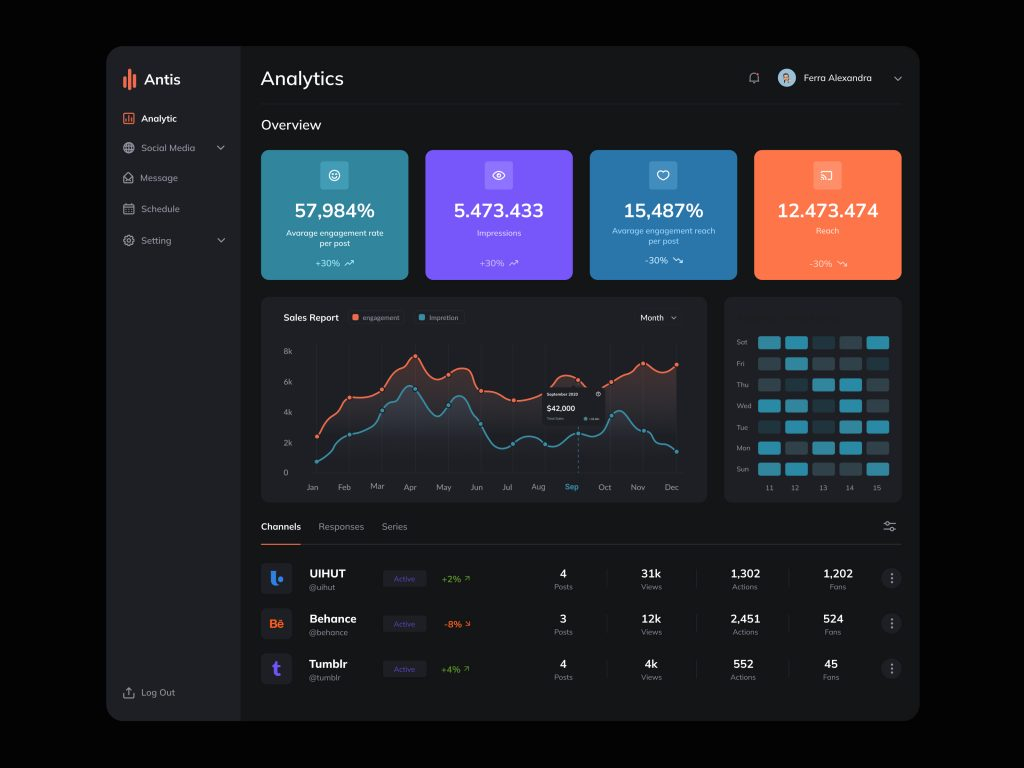 Antis
Analytic
Social Media
Message
Schedule
Setting
Log Out
Analytics
Ferra Alexandra
Overview
57,984%
Avarage engagement rate
per post
+30%
5.473.433
Impressions
+30%
15,487%
Avarage engagement reach
per post
-30%
12.473.474
Reach
-30%
Sales Report
engagement
Impretion
Month
8k
6k
4k
2k
0
September 2020
$42,000
Total Sales
Jan Feb Mar Apr May Jun Jul Aug Sep Oct Nov Dec
Sat
Fri
Thu
Wed
Tue
Mon
Sun
11 12 13 14 15
Channels Responses Series
UIHUT
@uihut
Active
+2%
4
Posts
31k
Views
1,302
Actions
1,202
Fans
Behance
@behance
Bē
Active
-8%
3
Posts
12k
Views
2,451
Actions
524
Fans
Tumblr
@tumblr
t
Active
+4%
4
Posts
4k
Views
552
Actions
45
Fans